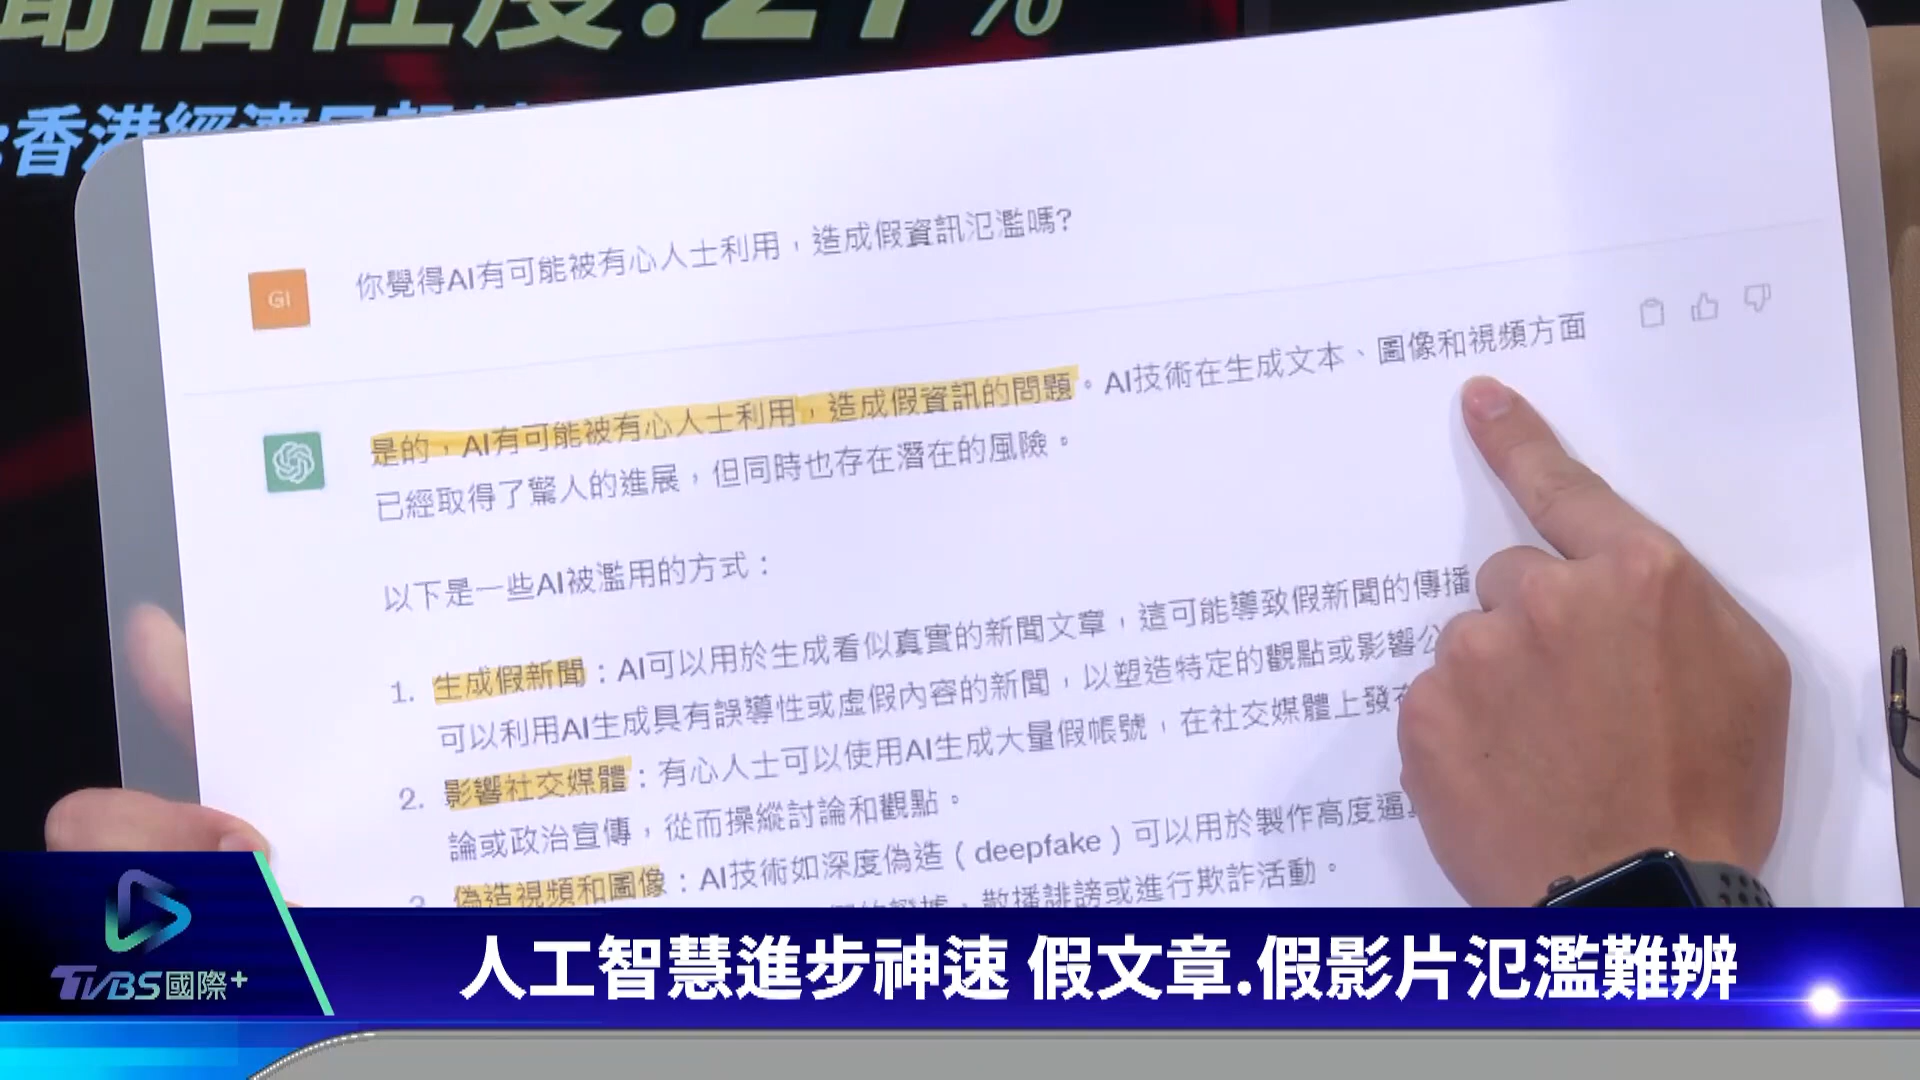 信任度:27%
香港經濟日報
你覺得AI有可能被有心人士利用，造成假資訊氾濫嗎?
GI
是的，AI有可能被有心人士利用，造成假資訊的問題。AI技術在生成文本、圖像和視頻方面
已經取得了驚人的進展，但同時也存在潛在的風險。
以下是一些AI被濫用的方式：
1. 生成假新聞：AI可以用於生成看似真實的新聞文章，這可能導致假新聞的傳播
可以利用AI生成具有誤導性或虛假內容的新聞，以塑造特定的觀點或影響公
2. 影響社交媒體：有心人士可以使用AI生成大量假帳號，在社交媒體上發布
論或政治宣傳，從而操縱討論和觀點。
3. 偽造視頻和圖像：AI技術如深度偽造（deepfake）可以用於製作高度逼真
散播誹謗或進行欺詐活動。
人工智慧進步神速 假文章.假影片氾濫難辨
TVBS國際+